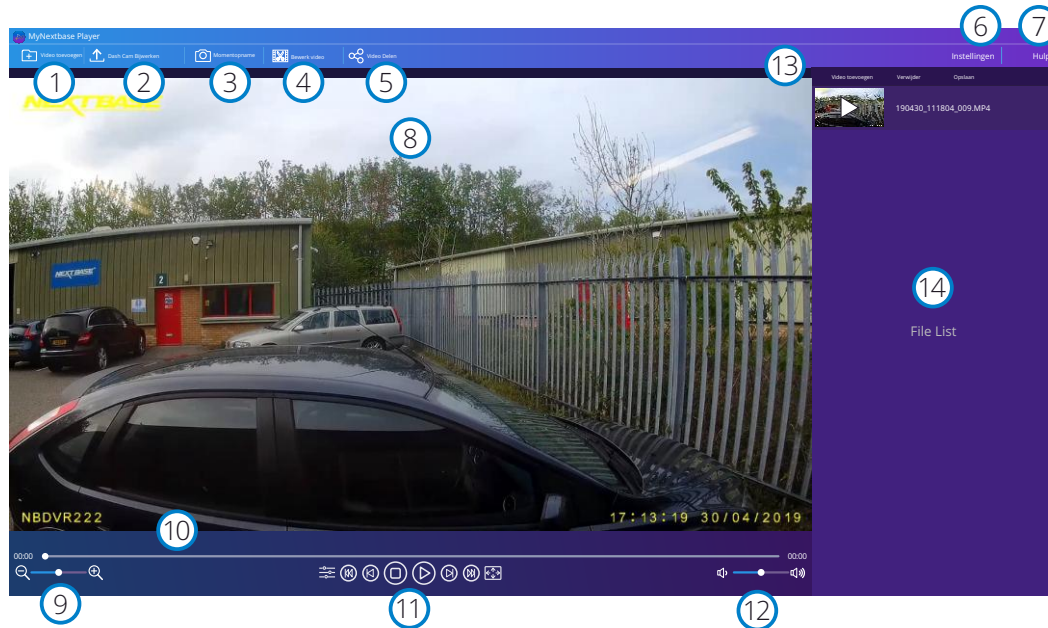 6 7
MyNextbase Player
Video toevoegen Dash Cam Bijwerken Momentopname Bewerk video Video Delen Instellingen Hulp
1 2 3 4 5 13
Video toevoegen Verwijder Opslaan
NEXTBASE
190430_111804_009.MP4
8
NEXTBASE
2
14
File List
NBDVR222 17:13:19 30/04/2019
10
00:00 00:00
9 11 12